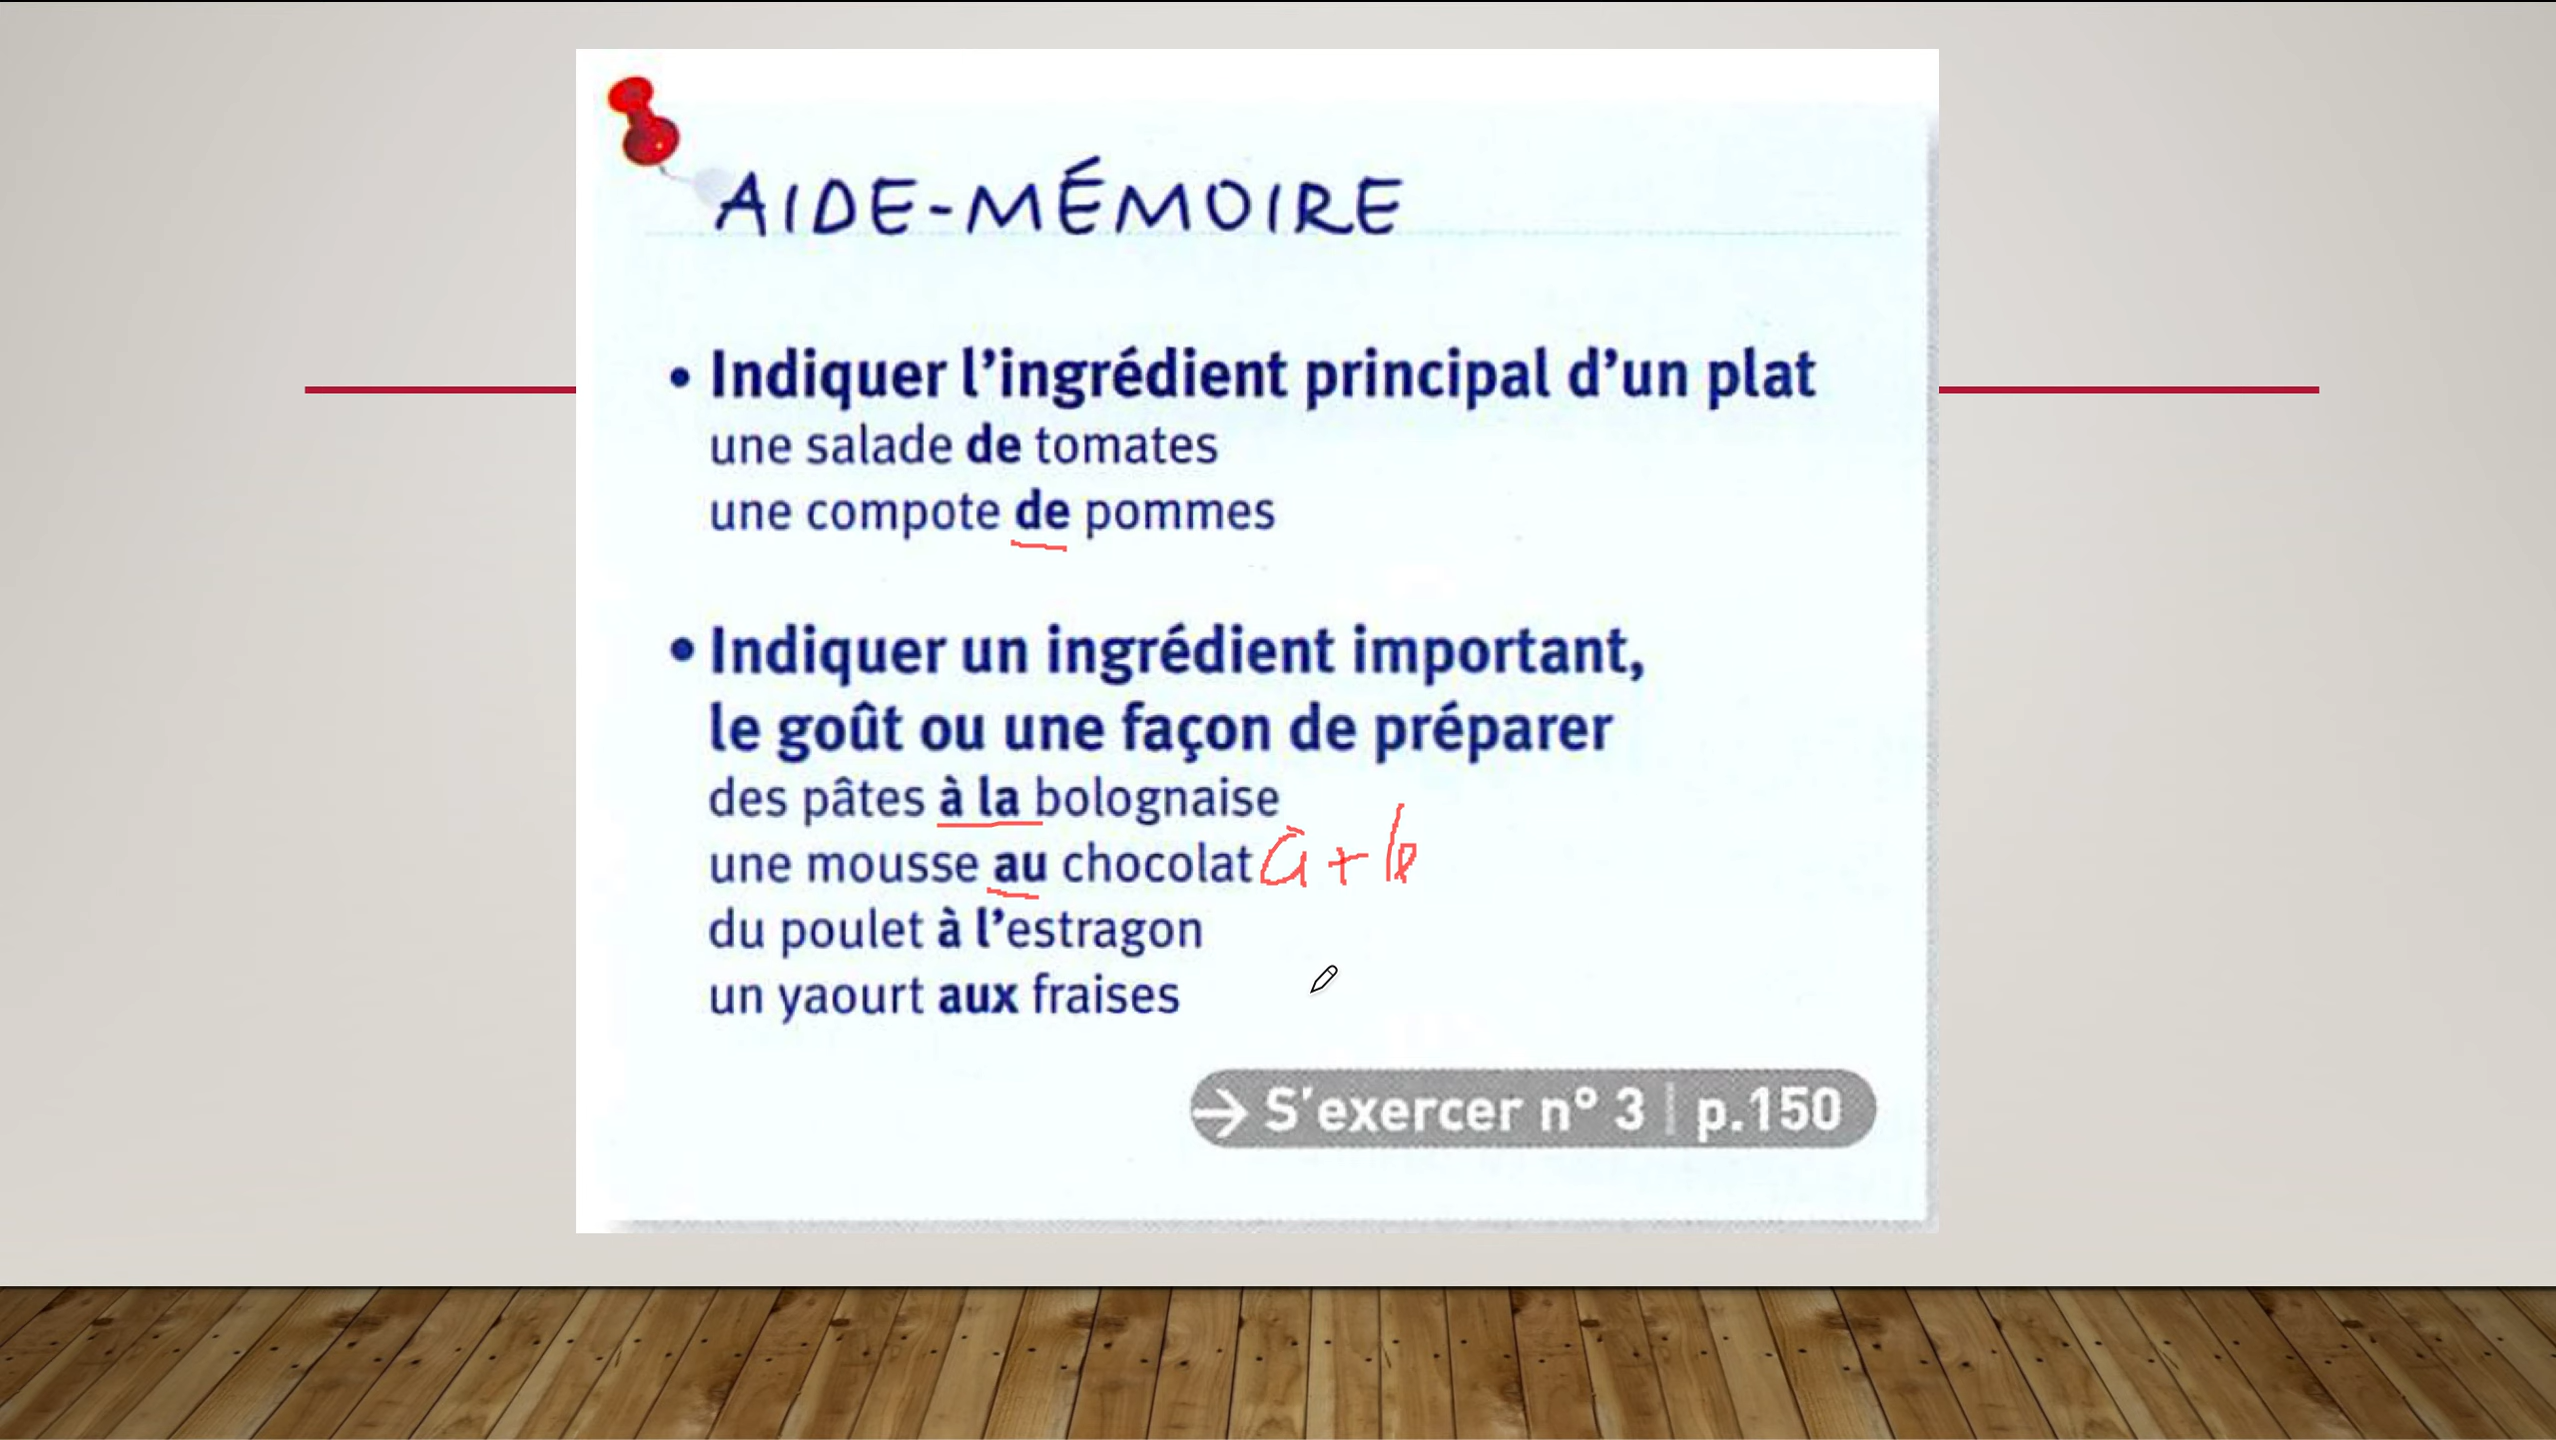 AIDE-MÉMOIRE
• Indiquer l'ingrédient principal d'un plat
une salade de tomates
une compote de pommes
• Indiquer un ingrédient important,
le goût ou une façon de préparer
des pâtes à la bolognaise
une mousse au chocolat à + le
du poulet à l'estragon
un yaourt aux fraises
→ S'exercer n° 3 | p.150